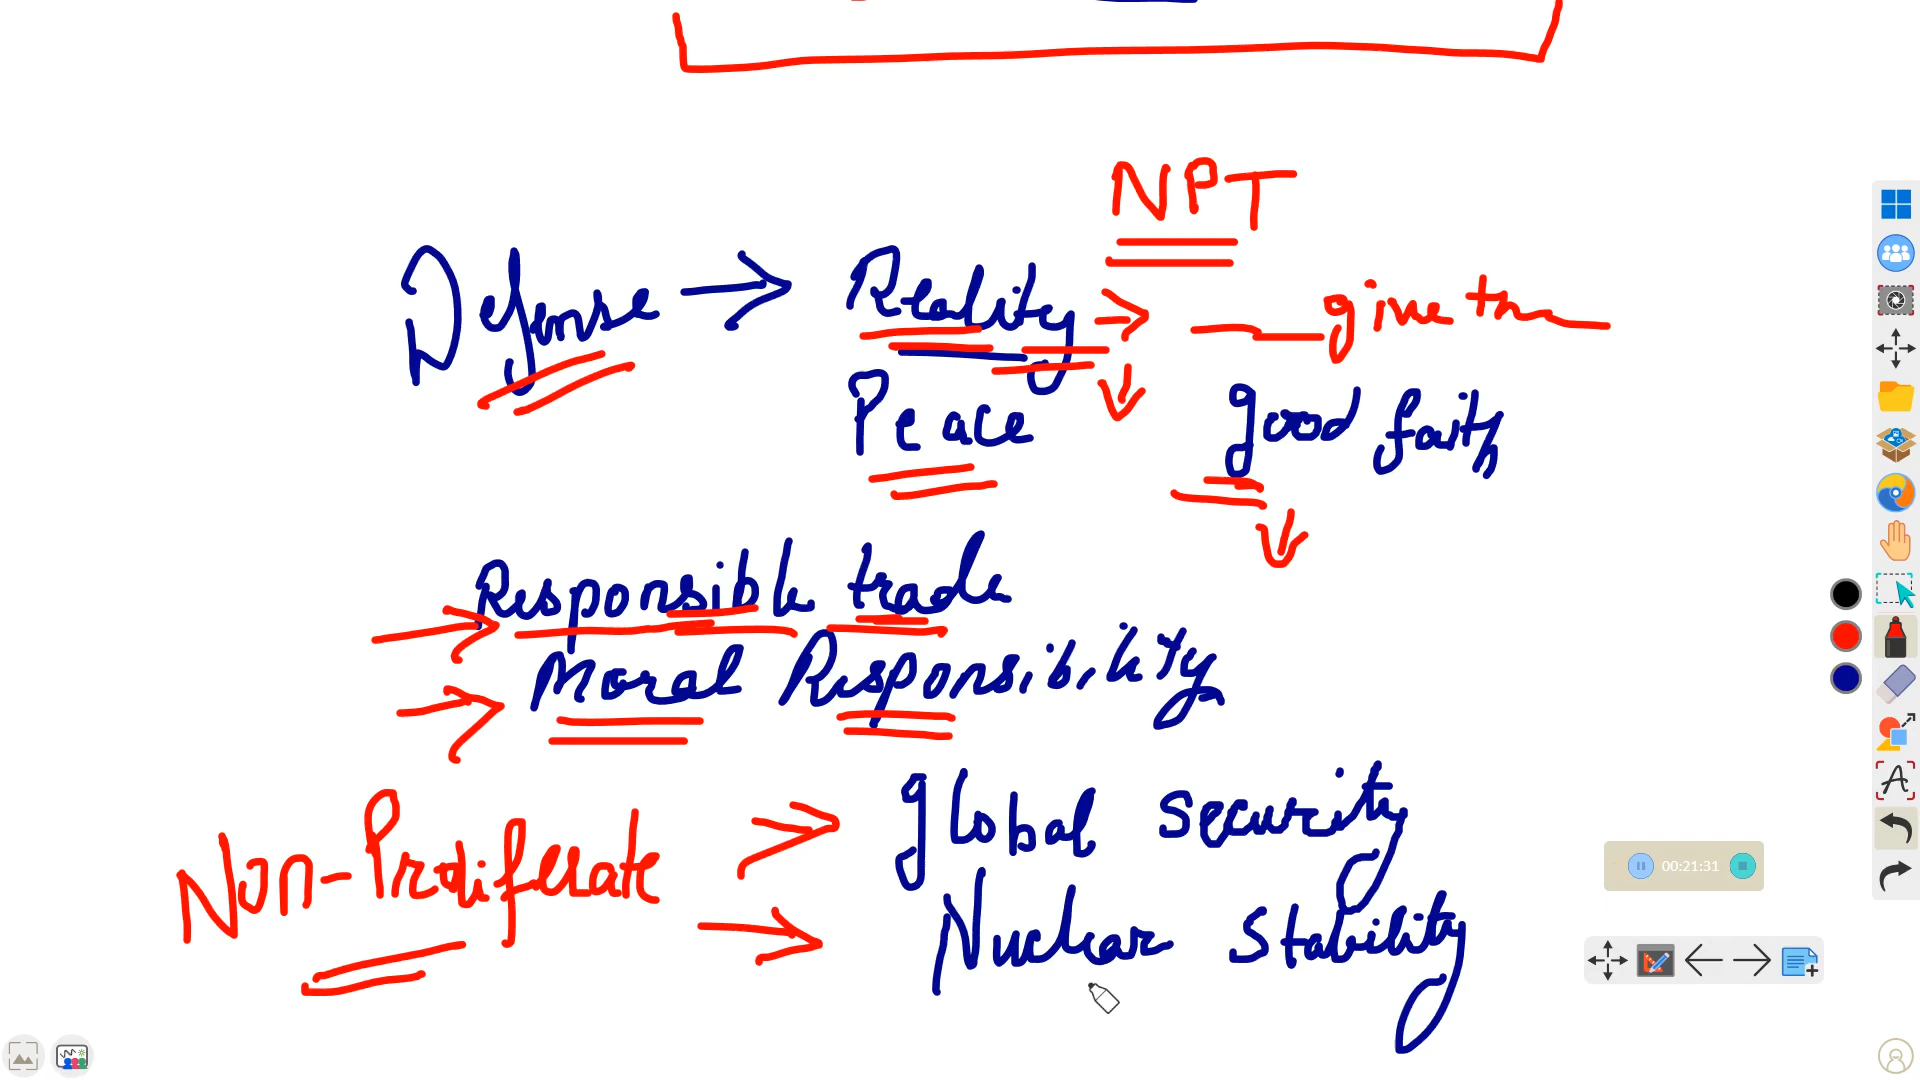 NPT
Defense → Reality → give th
Peace good faith
Responsible trade
Moral Responsibility
Non-Proliferate → Global Security
→ Nuclear Stability
00:21:31